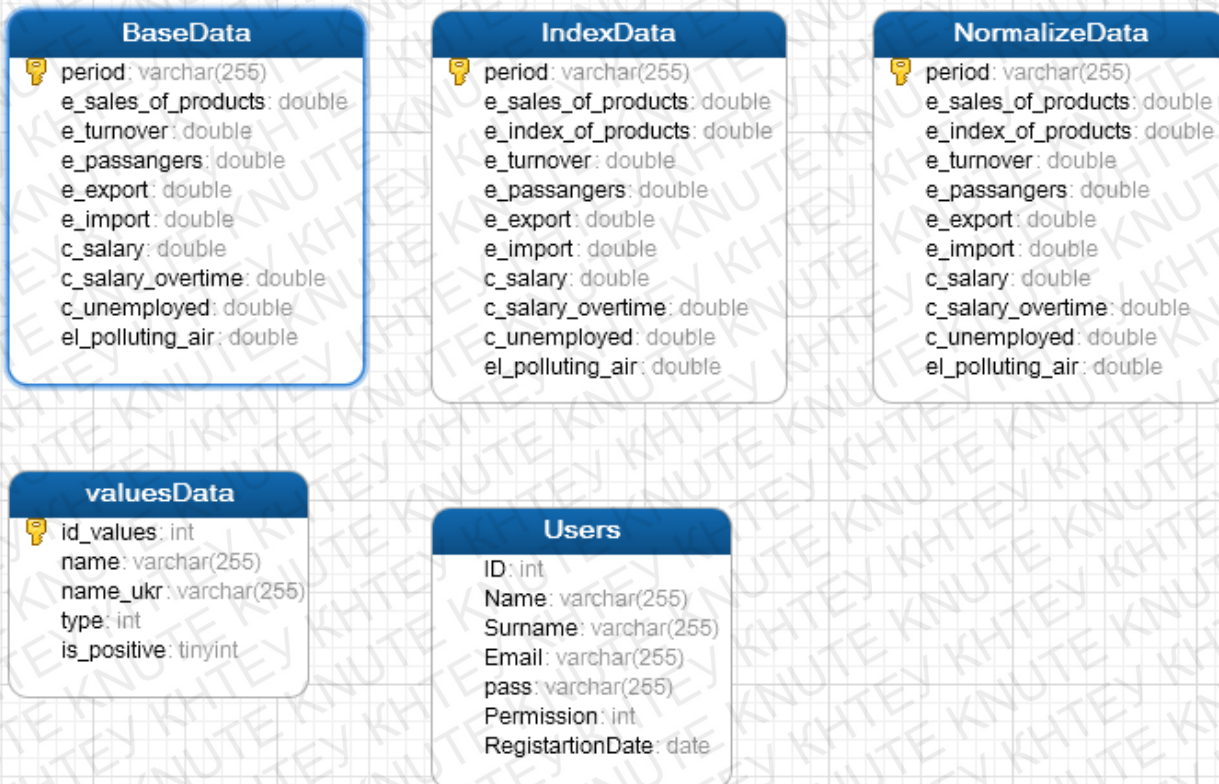 BaseData
period: varchar(255)
e_sales_of_products: double
e_turnover: double
e_passangers: double
e_export: double
e_import: double
c_salary: double
c_salary_overtime: double
c_unemployed: double
el_polluting_air: double
IndexData
period: varchar(255)
e_sales_of_products: double
e_index_of_products: double
e_turnover: double
e_passangers: double
e_export: double
e_import: double
c_salary: double
c_salary_overtime: double
c_unemployed: double
el_polluting_air: double
NormalizeData
period: varchar(255)
e_sales_of_products: double
e_index_of_products: double
e_turnover: double
e_passangers: double
e_export: double
e_import: double
c_salary: double
c_salary_overtime: double
c_unemployed: double
el_polluting_air: double
valuesData
id_values: int
name: varchar(255)
name_ukr: varchar(255)
type: int
is_positive: tinyint
Users
ID: int
Name: varchar(255)
Surname: varchar(255)
Email: varchar(255)
pass: varchar(255)
Permission: int
RegistartionDate: date